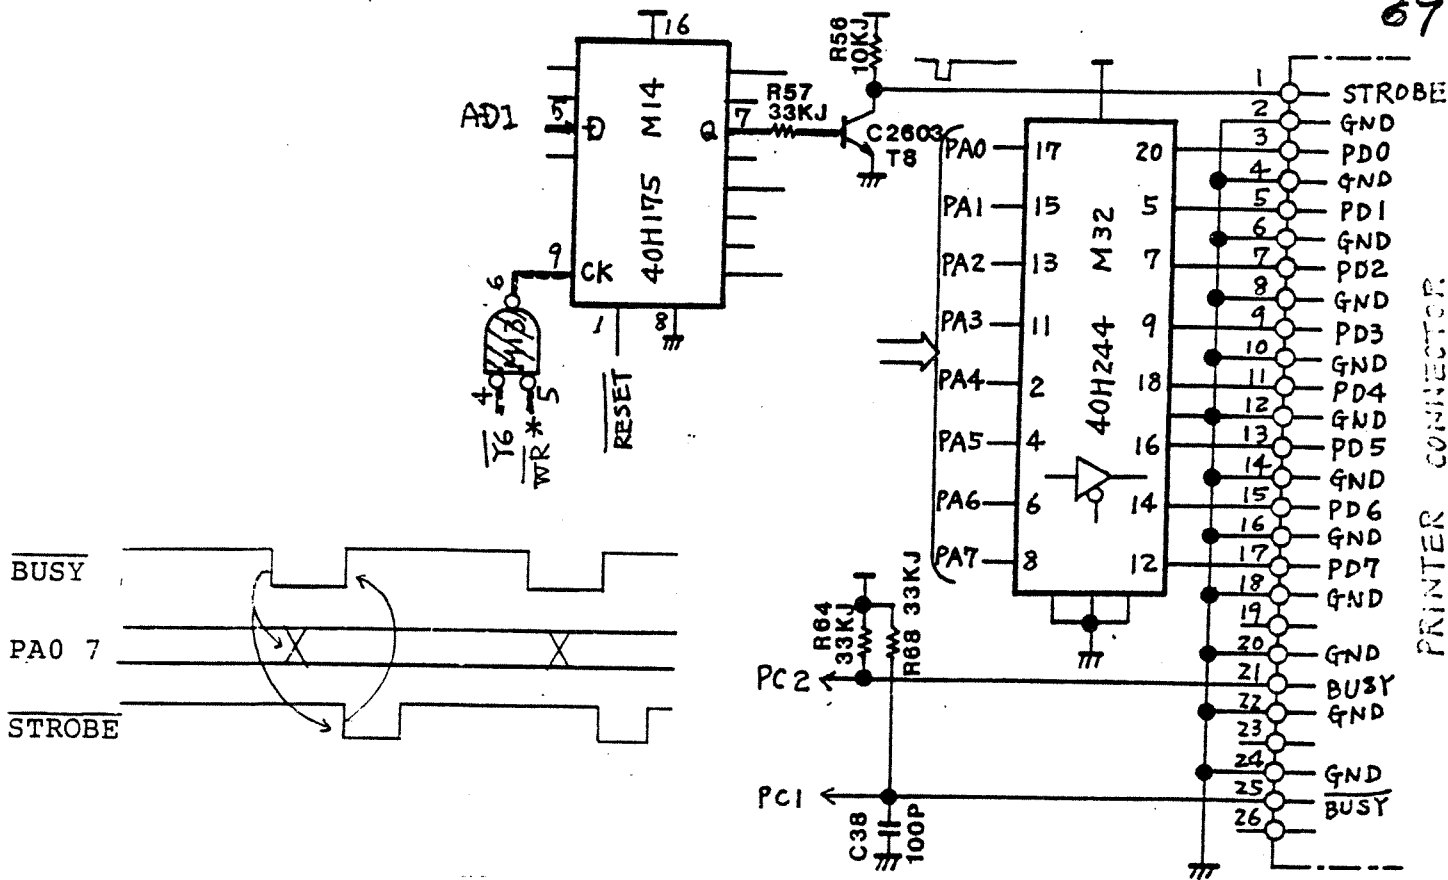 67
16
M14
40H175
AD1
5
D
Q
7
9
CK
6
M13
4
5
Y6
WR*
1
8
RESET
R57
33KJ
R56
10KJ
C2603
T8
PA0
PA1
PA2
PA3
PA4
PA5
PA6
PA7
17
15
13
11
2
4
6
8
M32
40H244
20
5
7
9
18
16
14
12
1 STROBE
2 GND
3 PD0
4 GND
5 PD1
6 GND
7 PD2
8 GND
9 PD3
10 GND
11 PD4
12 GND
13 PD5
14 GND
15 PD6
16 GND
17 PD7
18 GND
19
20 GND
21 BUSY
22 GND
23
24 GND
25 BUSY
26
PRINTER CONNECTOR
R64
33KJ
R68 33KJ
PC2
PC1
C38
100P
BUSY
PA0 7
STROBE